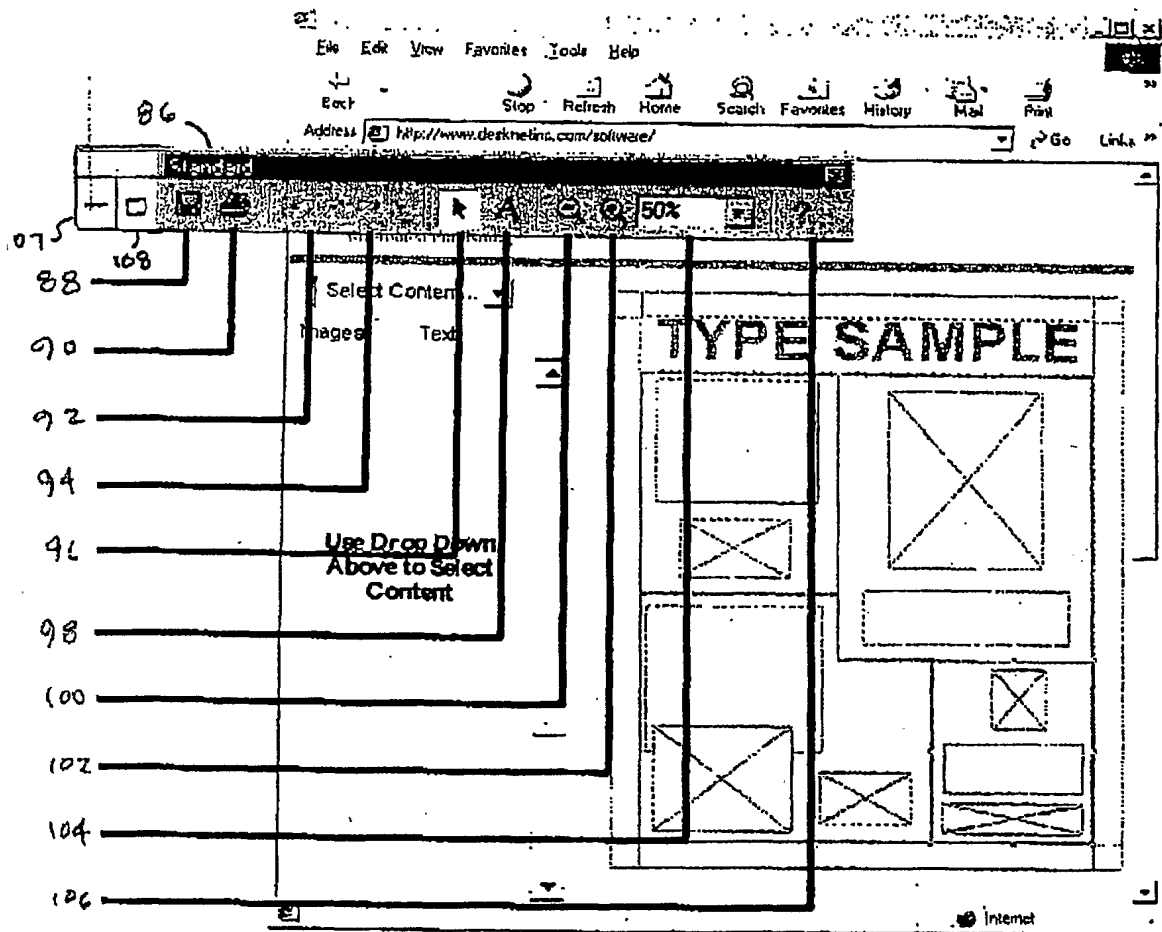 File Edit View Favorites Tools Help
Back Stop Refresh Home Search Favorites History Mail Print
Address http://www.desknetinc.com/software/ Go Links »
86
Standard
A 50% ?
07
108
88
Select Content...
Images Text
TYPE SAMPLE
90
92
94
Use Drop Down
Above to Select
Content
98
100
102
104
106
Internet